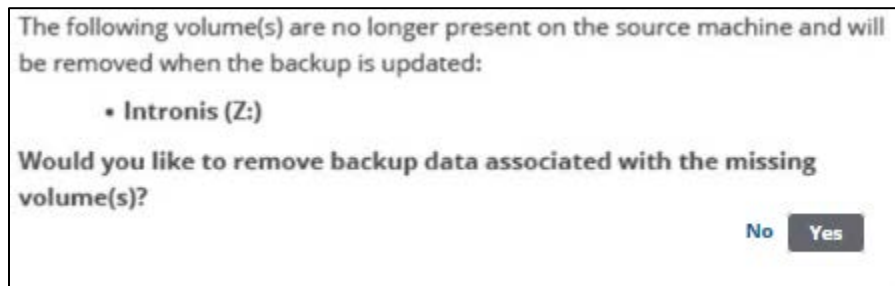 The following volume(s) are no longer present on the source machine and will
be removed when the backup is updated:
• Intronis (Z:)
Would you like to remove backup data associated with the missing
volume(s)?
No Yes